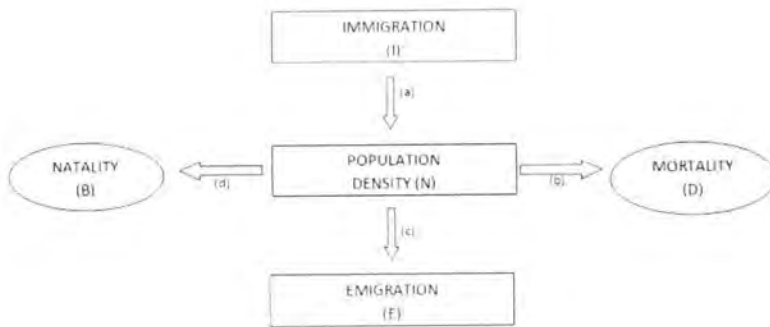 IMMIGRATION
(I)
(a)
NATALITY
(B)
(d)
POPULATION
DENSITY (N)
(b)
MORTALITY
(D)
(c)
EMIGRATION
(E)